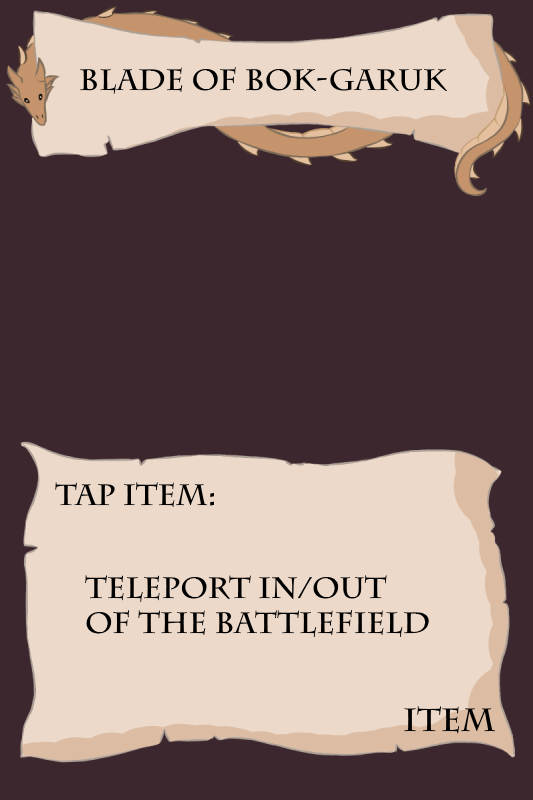 BLADE OF BOK-GARUK
TAP ITEM:
TELEPORT IN/OUT
OF THE BATTLEFIELD
ITEM